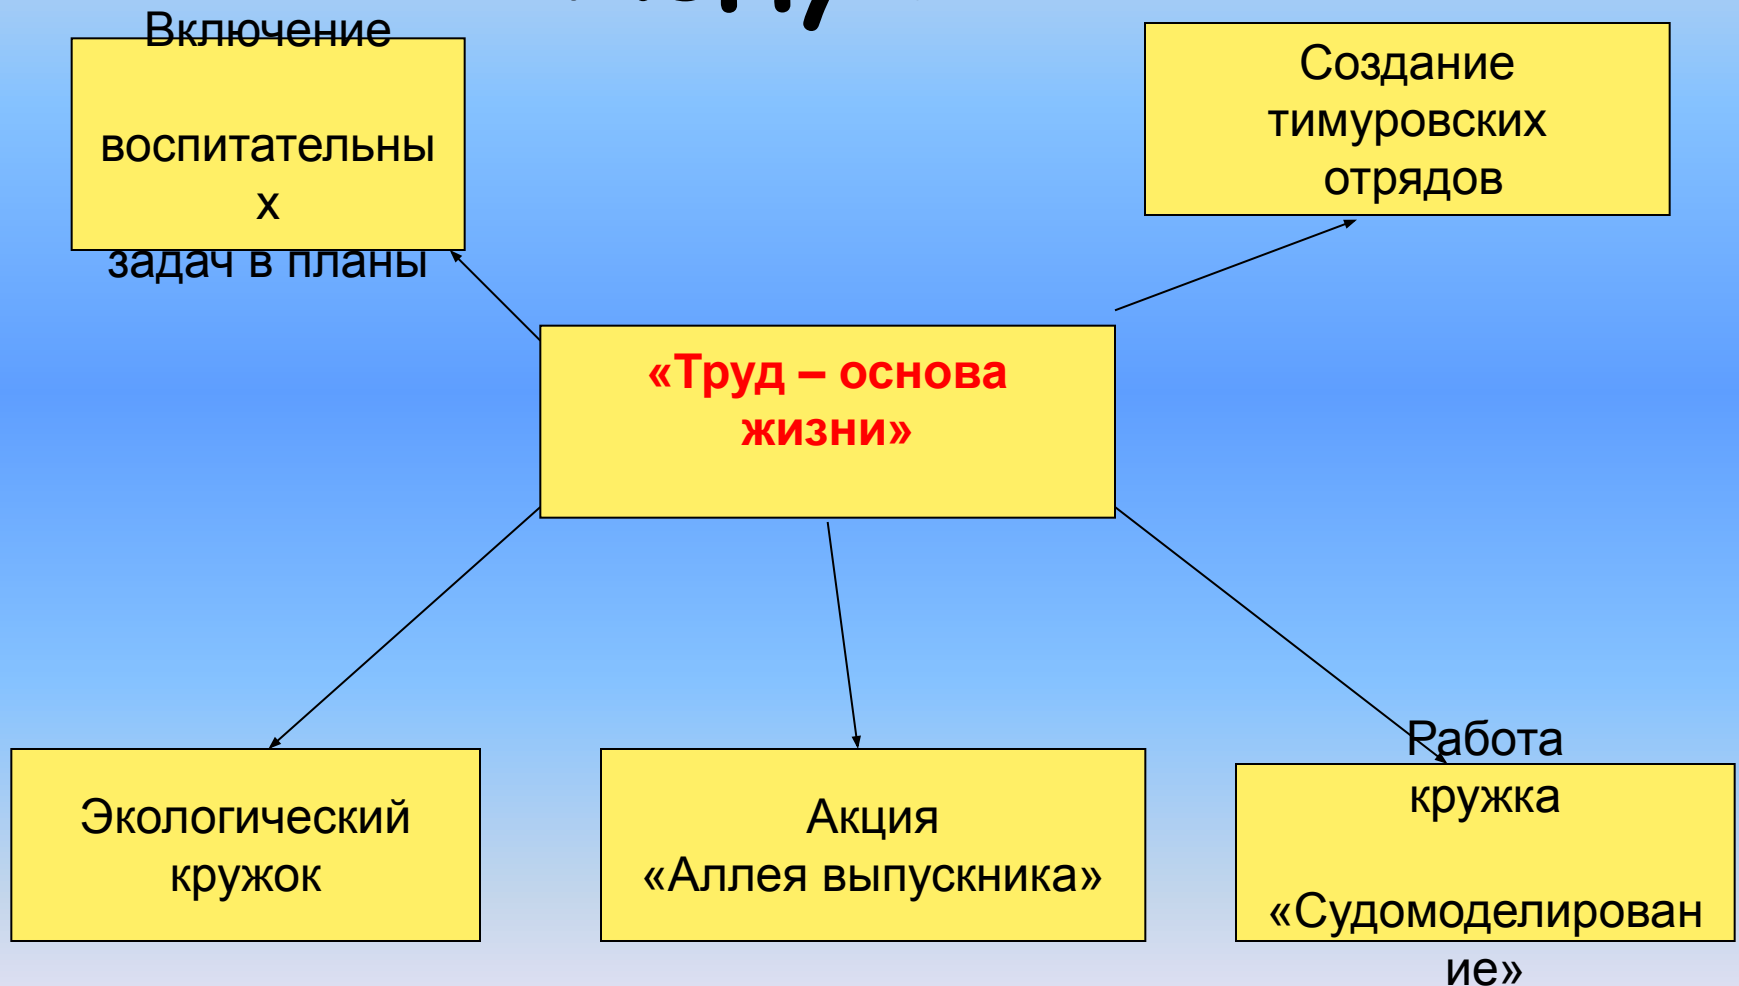 Включение
воспитательны
х
задач в планы
Создание
тимуровских
отрядов
«Труд – основа
жизни»
Экологический
кружок
Акция
«Аллея выпускника»
Работа
кружка
«Судомоделирован
ие»